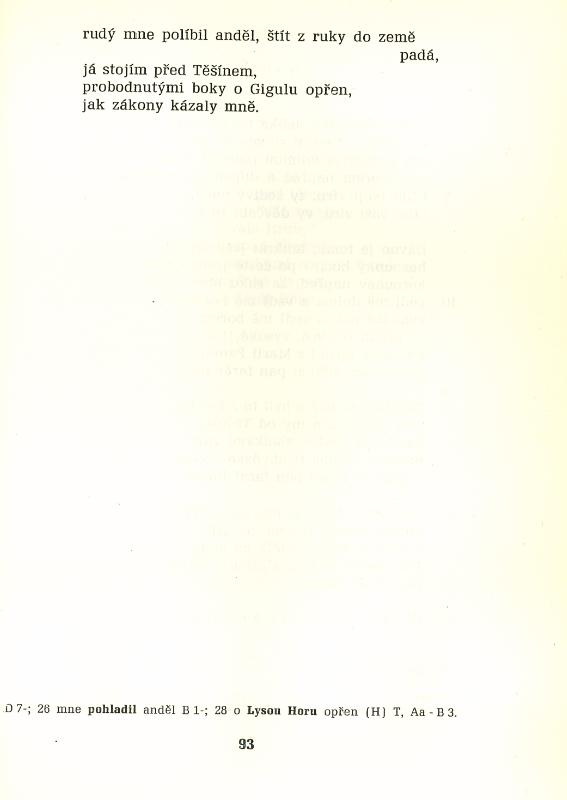 rudý mne políbil anděl, štít z ruky do země
padá,
já stojím před Těšínem,
probodnutými boky o Gigulu opřen,
jak zákony kázaly mně.
D 7-; 26 mne pohladil anděl B 1-; 28 o Lysou Horu opřen (H) T, Aa - B 3.
93